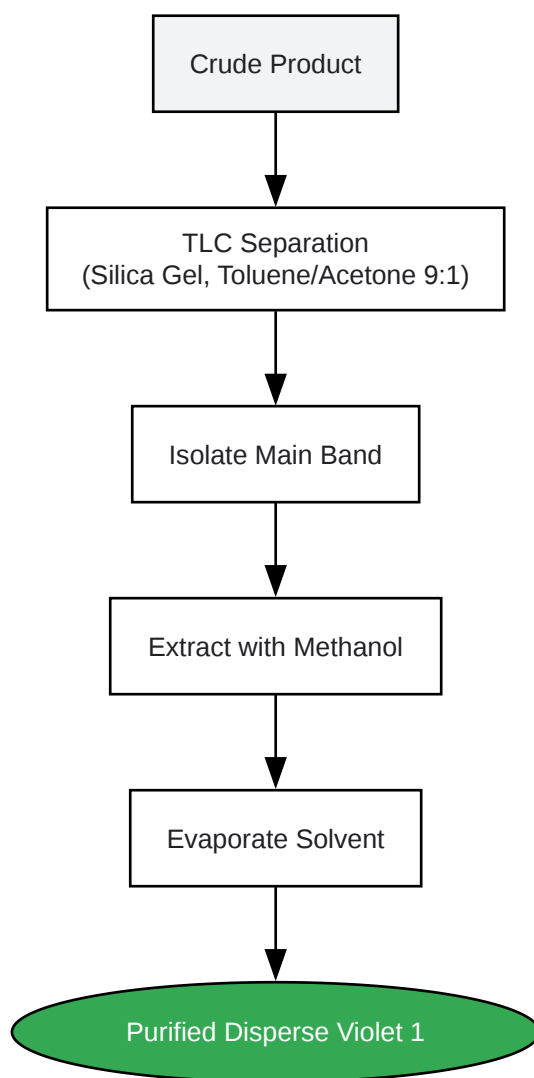 Crude Product
TLC Separation
(Silica Gel, Toluene/Acetone 9:1)
Isolate Main Band
Extract with Methanol
Evaporate Solvent
Purified Disperse Violet 1